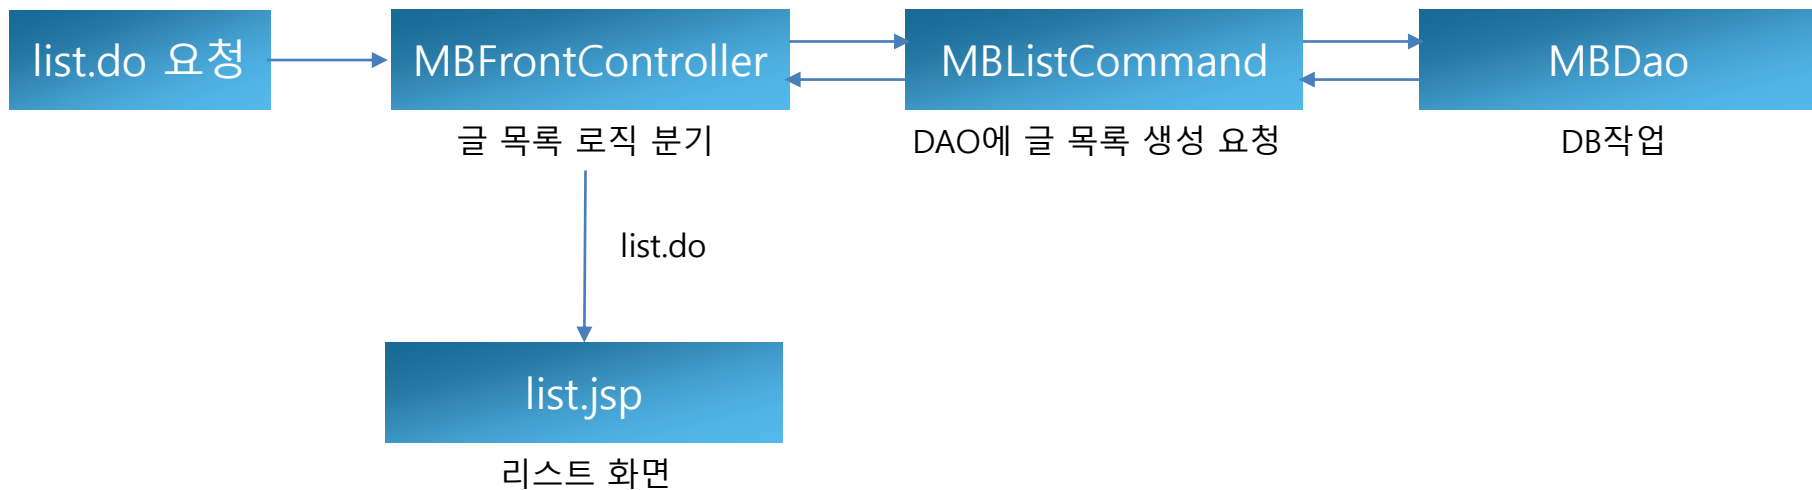 list.do 요청
MBFrontController
MBListCommand
MBDao
글 목록 로직 분기
DAO에 글 목록 생성 요청
DB작업
list.do
list.jsp
리스트 화면